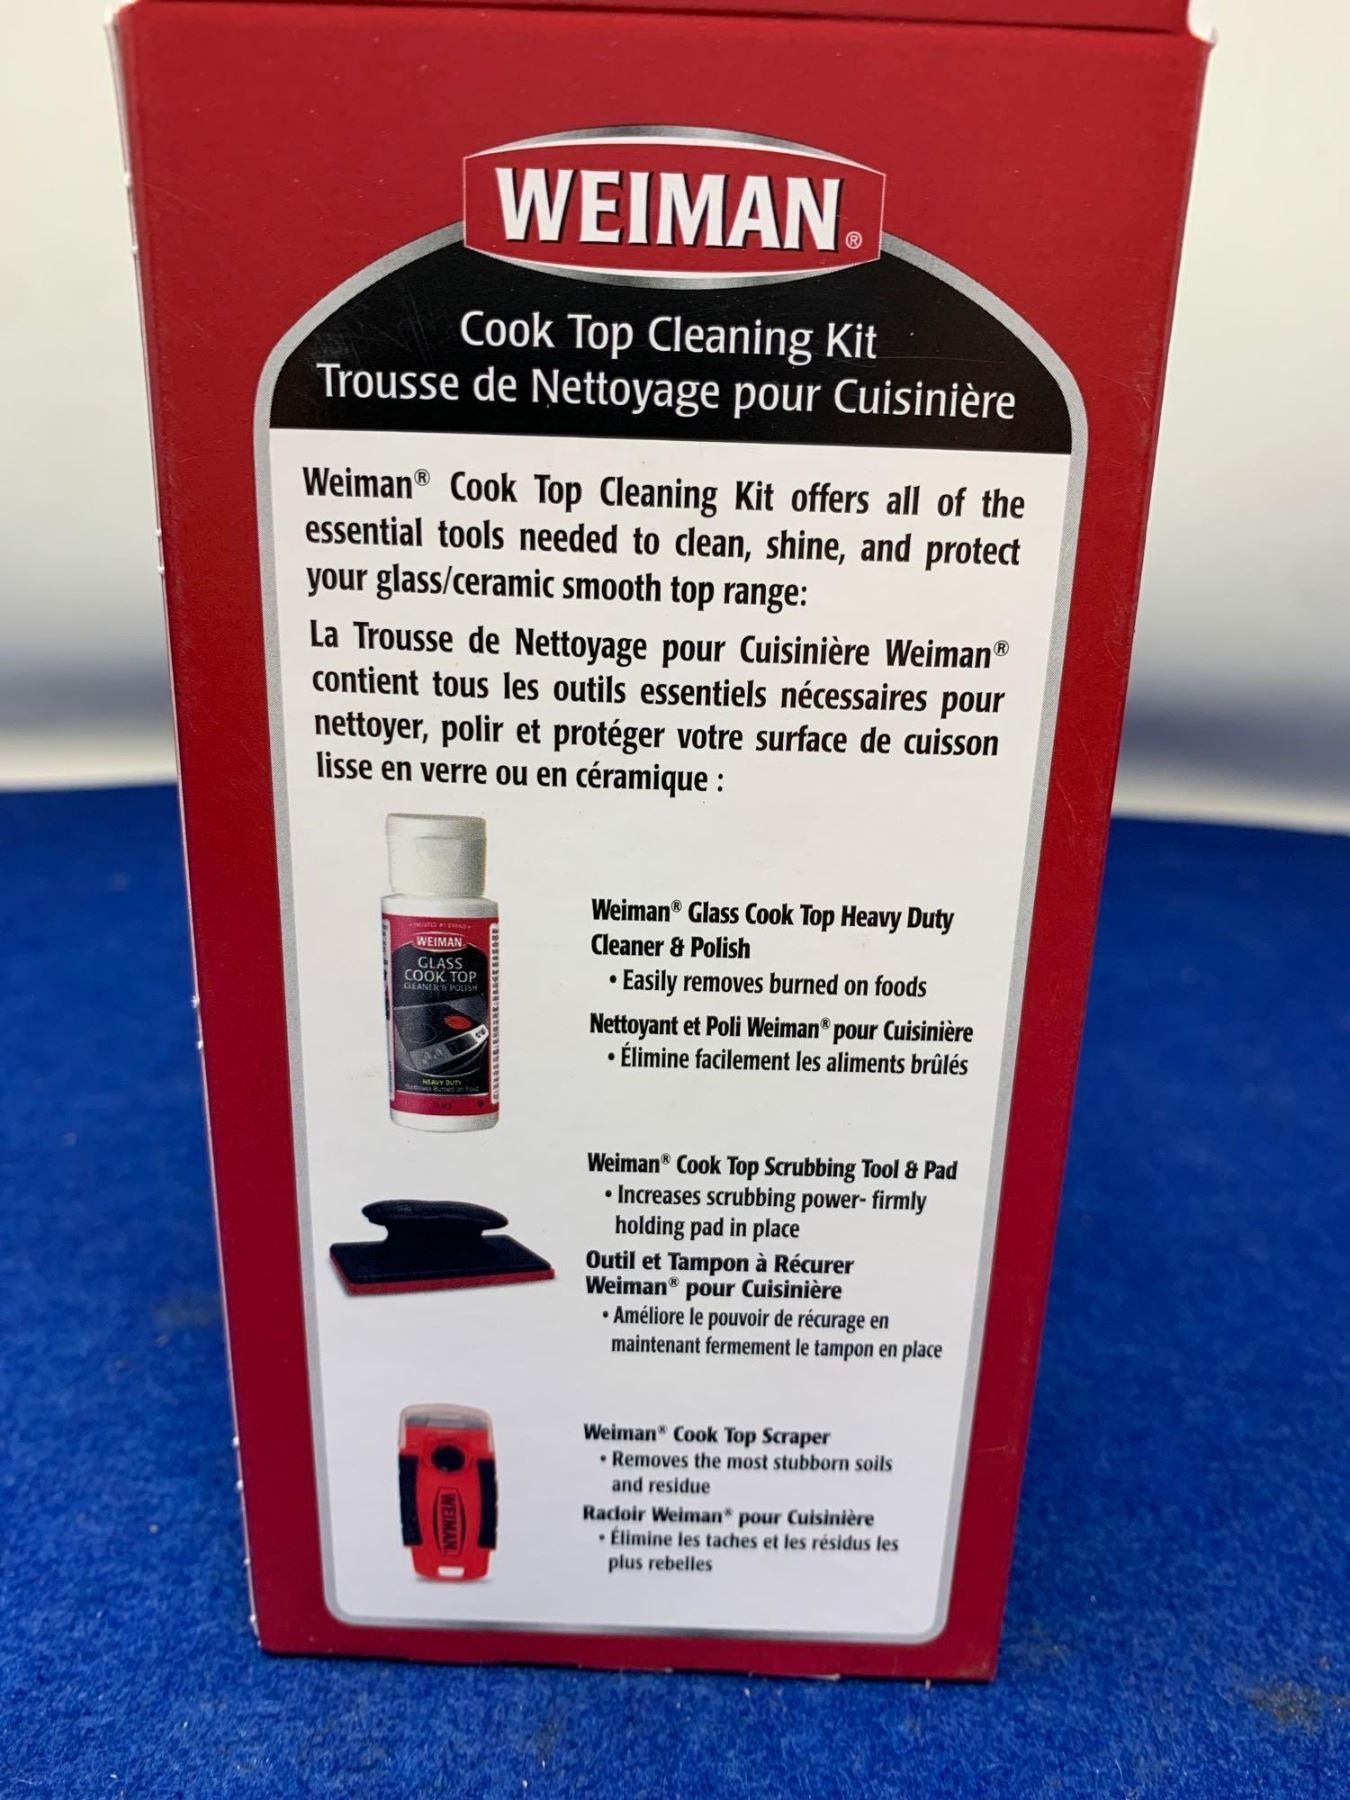 WEIMAN®
Cook Top Cleaning Kit
Trousse de Nettoyage pour Cuisinière
Weiman® Cook Top Cleaning Kit offers all of the
essential tools needed to clean, shine, and protect
your glass/ceramic smooth top range:
La Trousse de Nettoyage pour Cuisinière Weiman®
contient tous les outils essentiels nécessaires pour
nettoyer, polir et protéger votre surface de cuisson
lisse en verre ou en céramique :
WEIMAN
GLASS
COOK TOP
CLEANER & POLISH
HEAVY DUTY
Weiman® Glass Cook Top Heavy Duty
Cleaner & Polish
• Easily removes burned on foods
Nettoyant et Poli Weiman® pour Cuisinière
• Élimine facilement les aliments brûlés
Weiman® Cook Top Scrubbing Tool & Pad
• Increases scrubbing power- firmly
holding pad in place
Outil et Tampon à Récurer
Weiman® pour Cuisinière
• Améliore le pouvoir de récurage en
maintenant fermement le tampon en place
WEIMAN
Weiman® Cook Top Scraper
• Removes the most stubborn soils
and residue
Racloir Weiman® pour Cuisinière
• Élimine les taches et les résidus les
plus rebelles